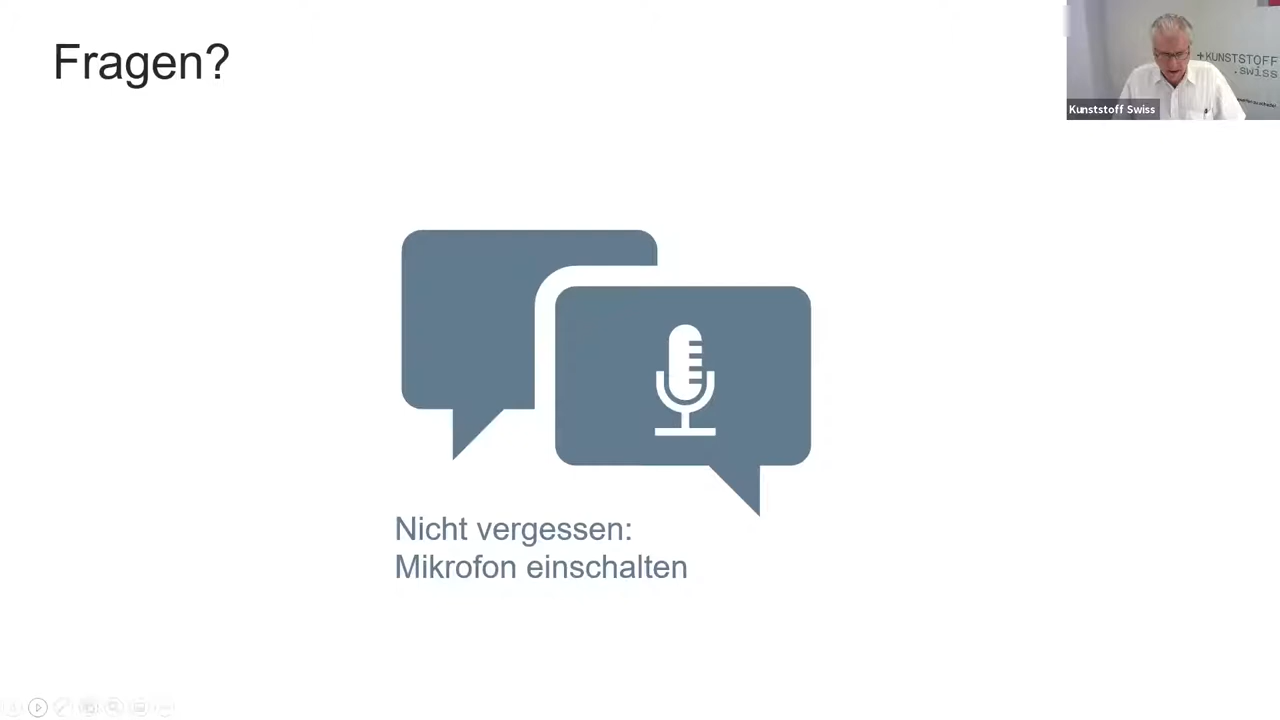 Fragen?
+KUNSTSTOFF
.swiss
Kunststoff Swiss
Nicht vergessen:
Mikrofon einschalten